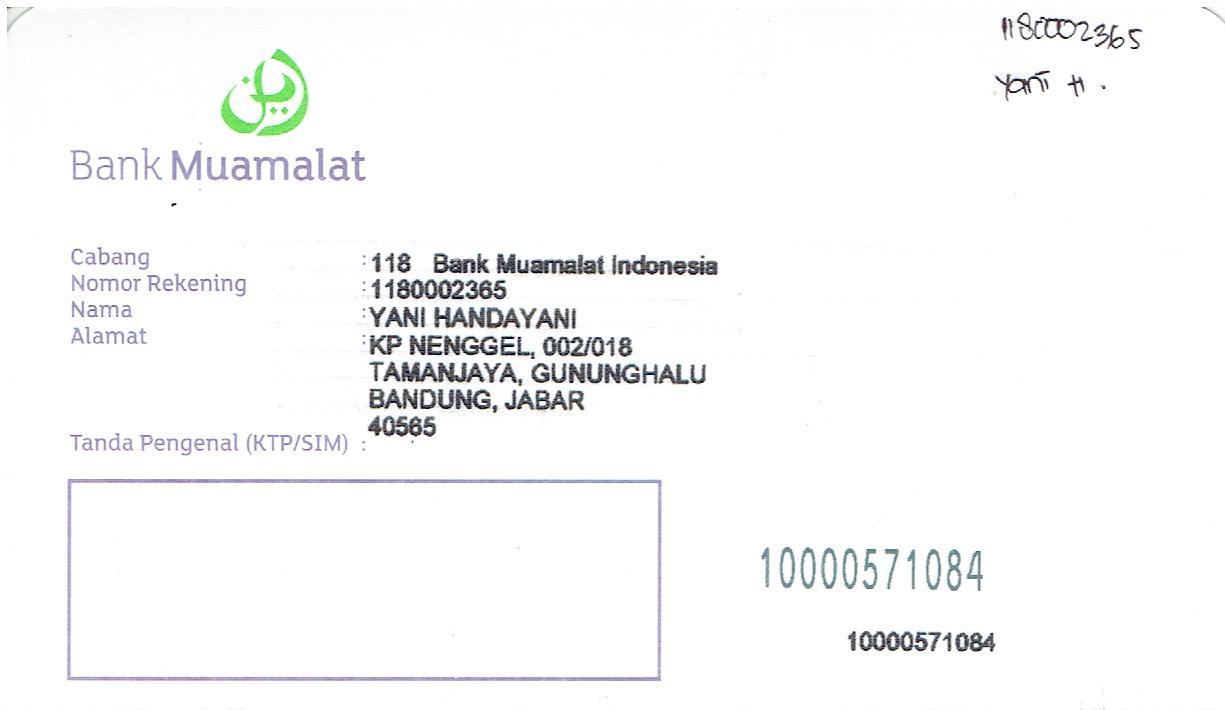 1180002365
Yani H.
Bank Muamalat
Cabang : 118 Bank Muamalat Indonesia
Nomor Rekening : 1180002365
Nama : YANI HANDAYANI
Alamat : KP NENGGEL, 002/018
TAMANJAYA, GUNUNGHALU
BANDUNG, JABAR
40565
Tanda Pengenal (KTP/SIM) :
10000571084
10000571084